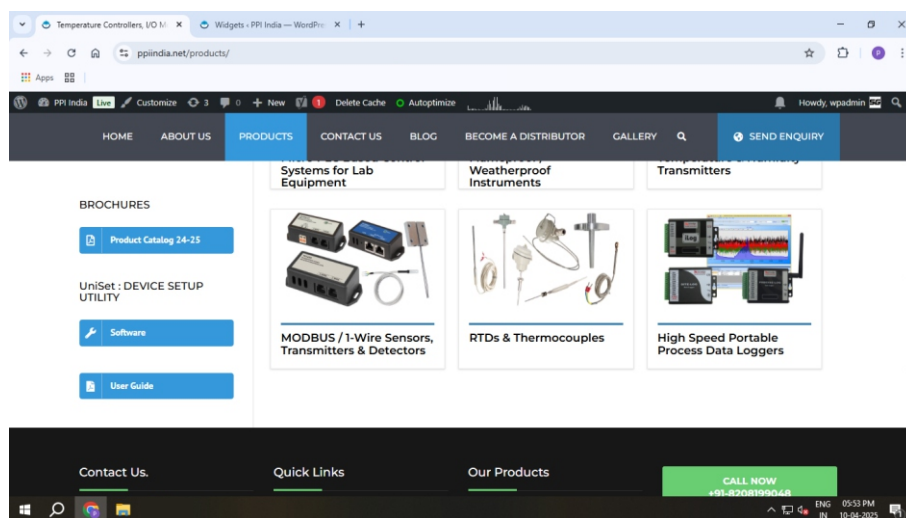 Temperature Controllers, I/O M
Widgets ‹ PPI India — WordPre
ppiindia.net/products/
Apps
PPI India Live Customize 3 0 New 1 Delete Cache Autoptimize Howdy, wpadmin
HOME ABOUT US PRODUCTS CONTACT US BLOG BECOME A DISTRIBUTOR GALLERY SEND ENQUIRY
Systems for Lab
Equipment
Weatherproof
Instruments
Transmitters
BROCHURES
Product Catalog 24-25
UniSet : DEVICE SETUP
UTILITY
Software
User Guide
MODBUS / 1-Wire Sensors,
Transmitters & Detectors
RTDs & Thermocouples
iLog
High Speed Portable
Process Data Loggers
Contact Us.
Quick Links
Our Products
CALL NOW
+91-8208199048
ENG
IN
05:53 PM
10-04-2025